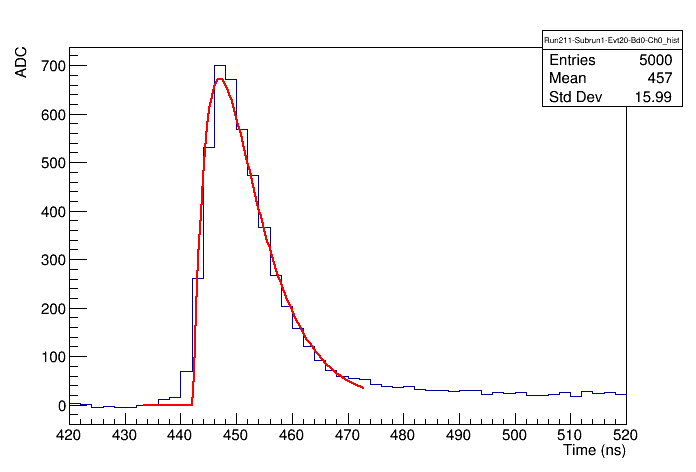 Run211-Subrun1-Evt20-Bd0-Ch0_hist
Entries 5000
Mean 457
Std Dev 15.99
ADC
700
600
500
400
300
200
100
0
420 430 440 450 460 470 480 490 500 510 520
Time (ns)